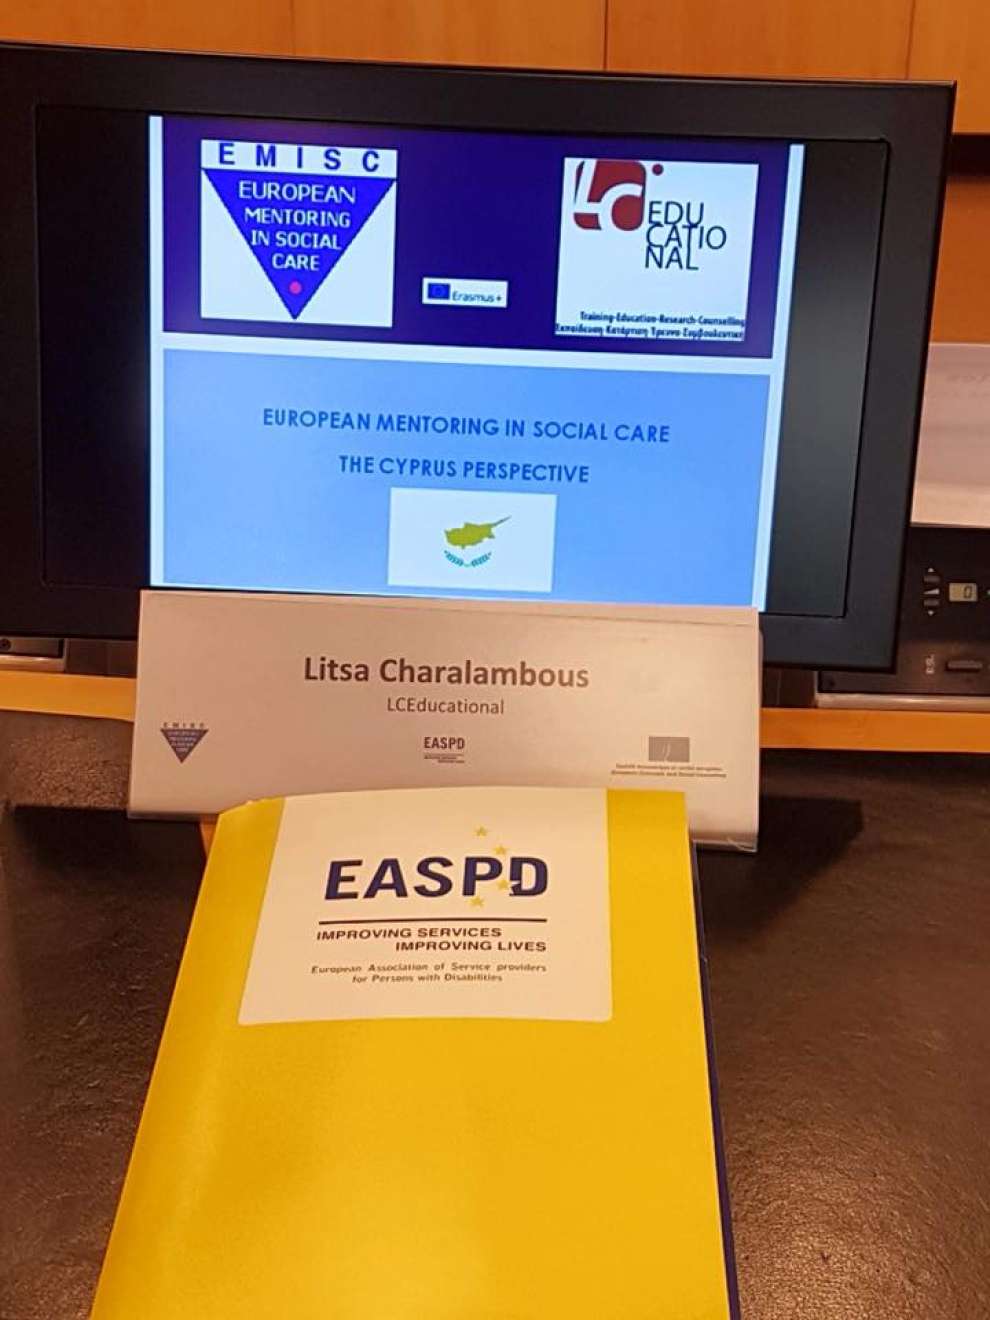 E M I S C
EUROPEAN
MENTORING
IN SOCIAL
CARE
Erasmus+
LC
EDU
CATIO
NAL
Training-Education-Research-Counselling
EUROPEAN MENTORING IN SOCIAL CARE
THE CYPRUS PERSPECTIVE
Litsa Charalambous
LCEducational
EMISC
EASPD
0
EASPD
IMPROVING SERVICES
IMPROVING LIVES
European Association of Service providers
for Persons with Disabilities